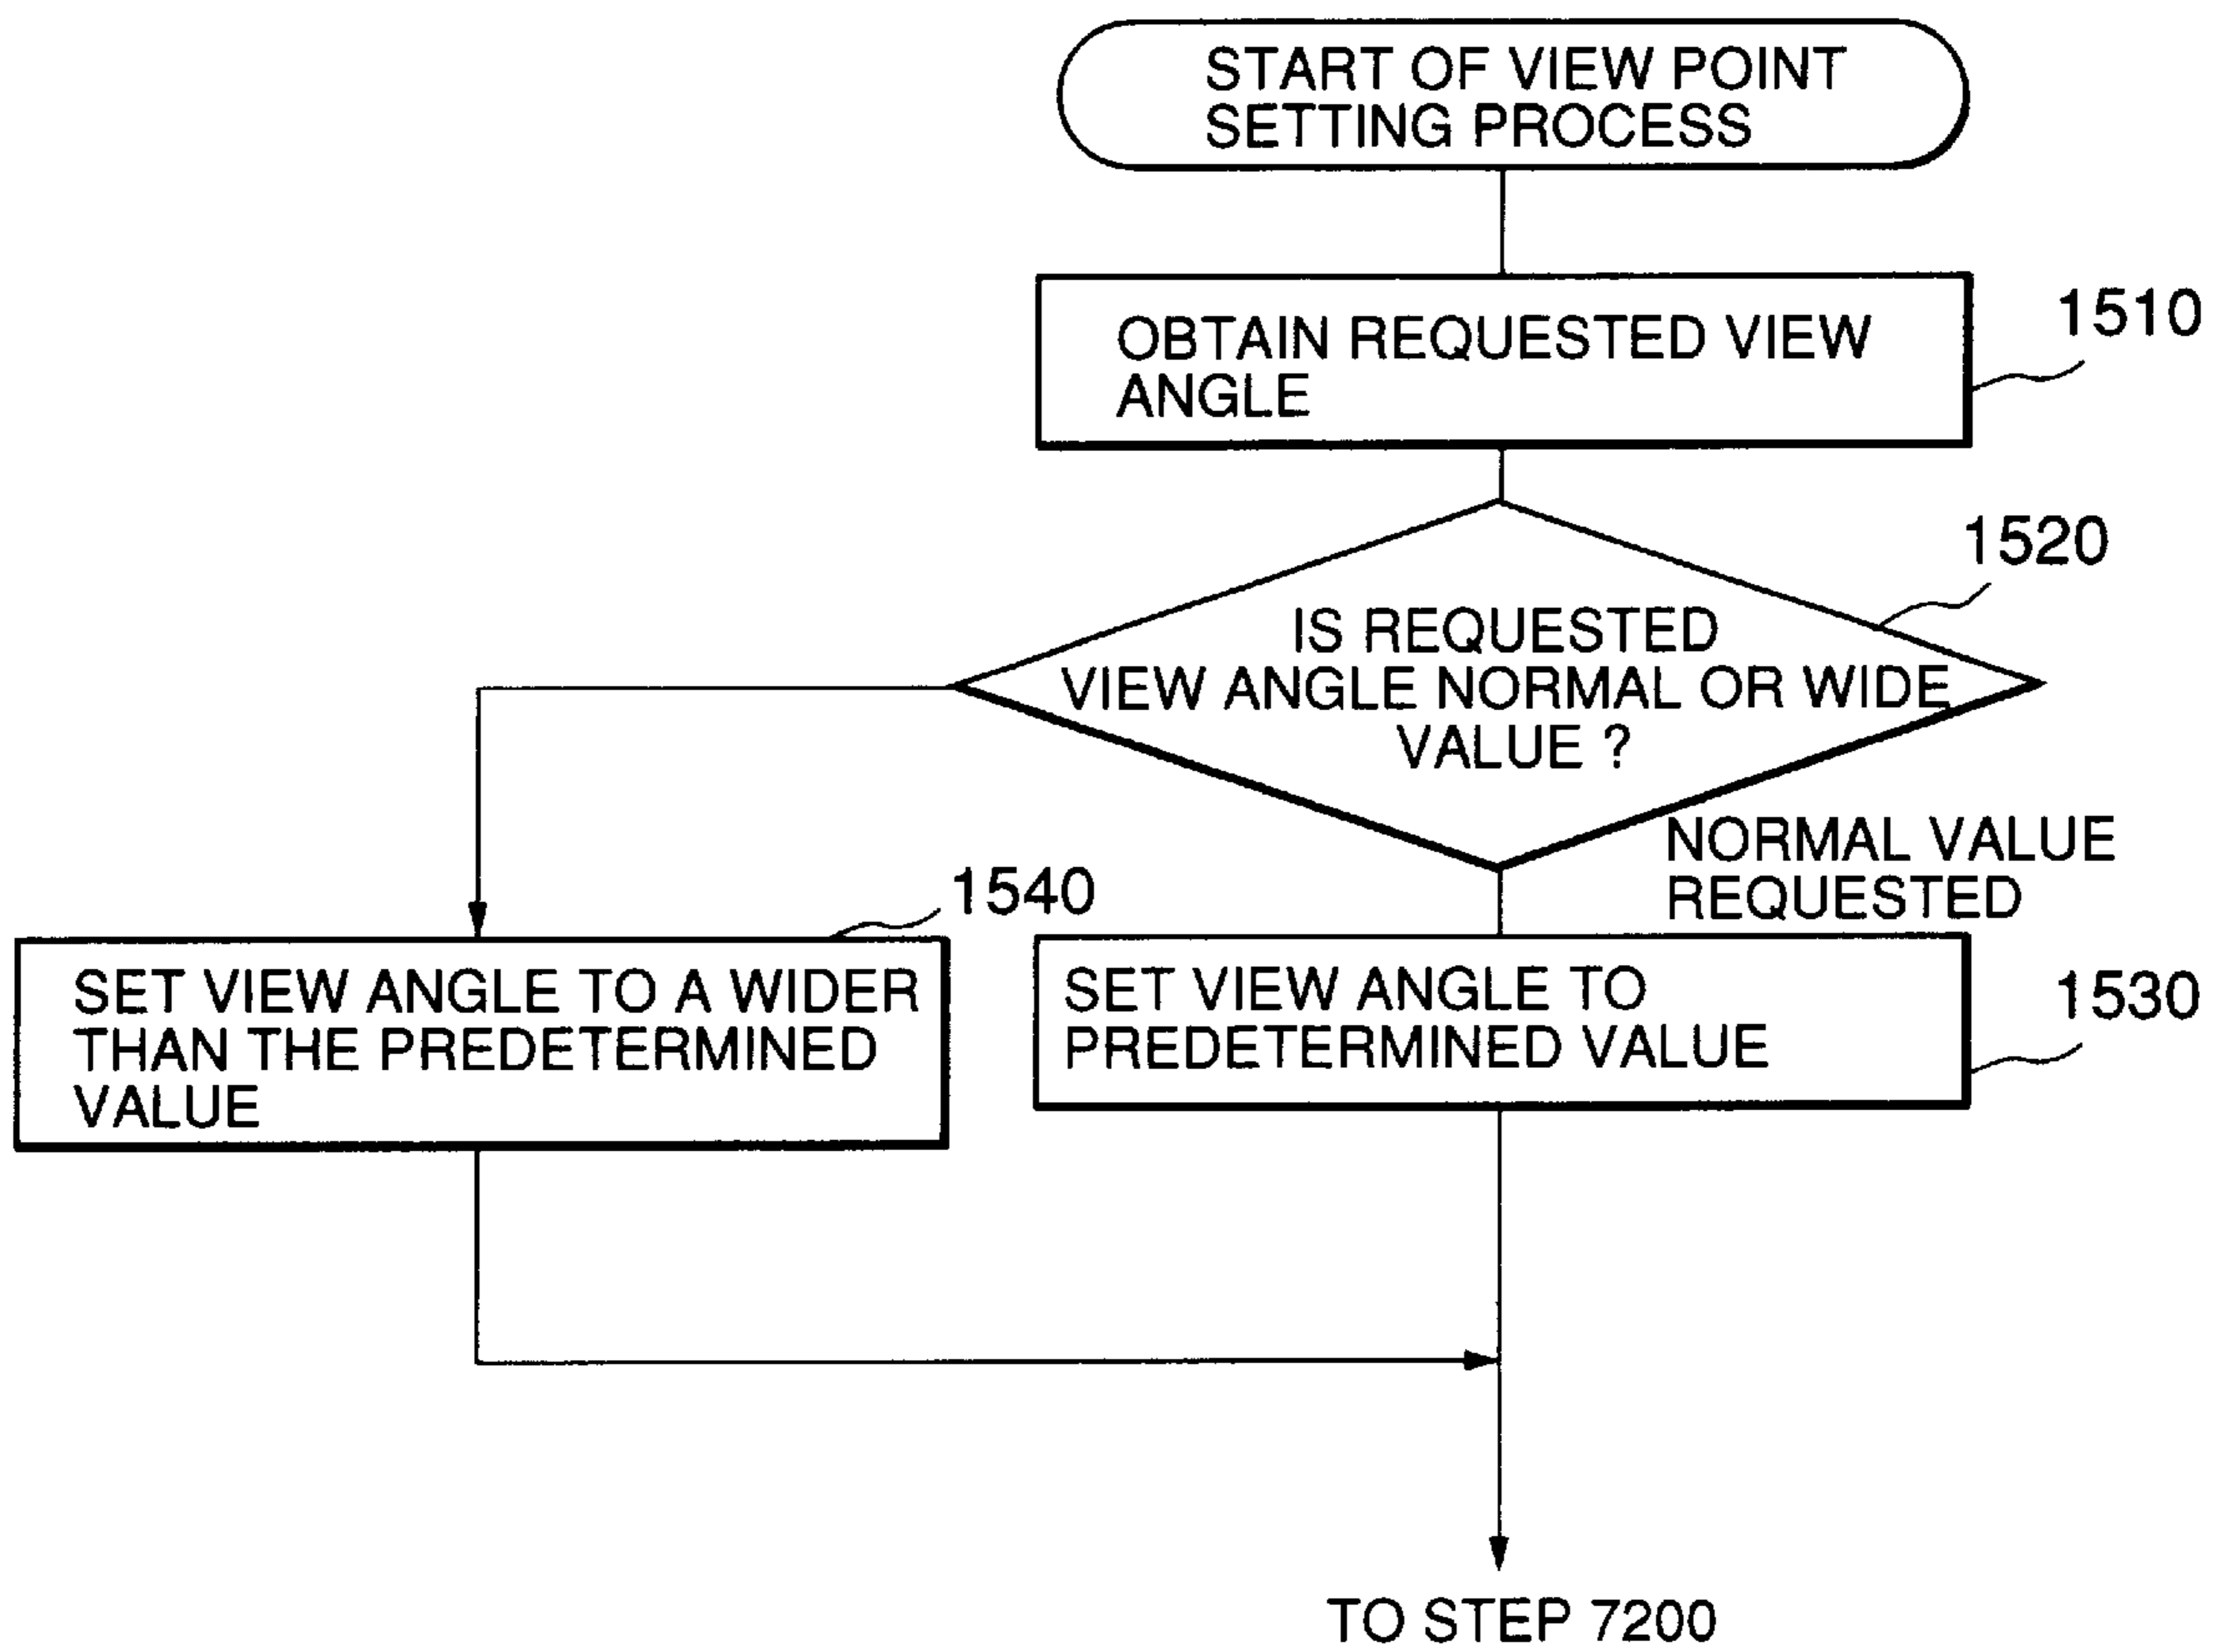 START OF VIEW POINT
SETTING PROCESS
OBTAIN REQUESTED VIEW
ANGLE
1510
1520
IS REQUESTED
VIEW ANGLE NORMAL OR WIDE
VALUE ?
NORMAL VALUE
REQUESTED
1540
SET VIEW ANGLE TO A WIDER
THAN THE PREDETERMINED
VALUE
SET VIEW ANGLE TO
PREDETERMINED VALUE
1530
TO STEP 7200